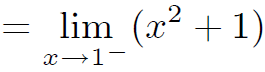 = lim x→1⁻ (x² + 1)